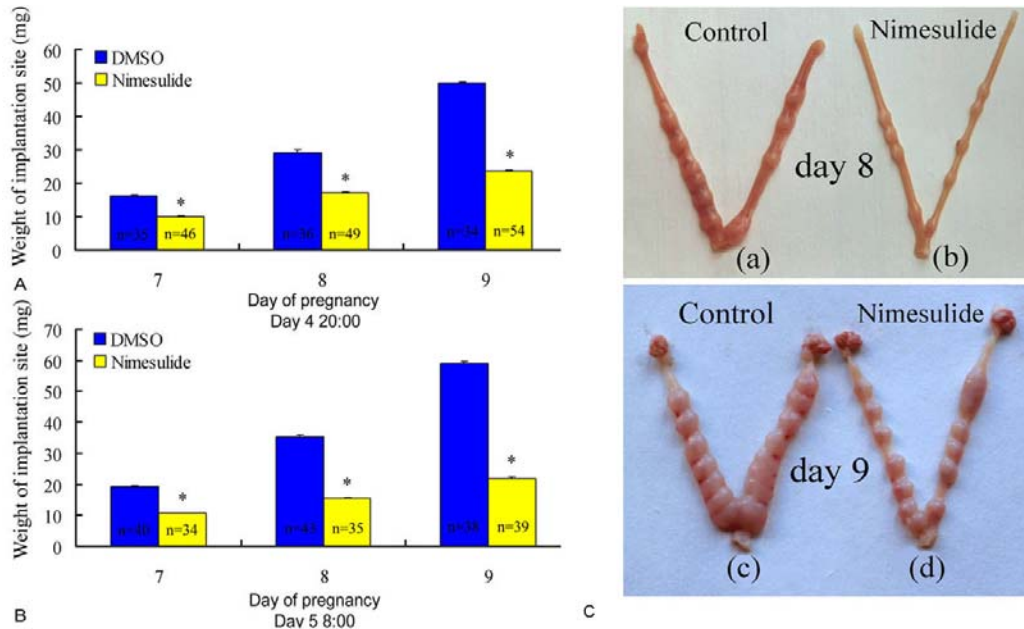 Weight of implantation site (mg)
60
50
40
30
20
10
0
DMSO
Nimesulide
*
*
*
n=35
n=46
n=36
n=49
n=34
n=54
7
8
9
Day of pregnancy
Day 4 20:00
A
Weight of implantation site (mg)
70
60
50
40
30
20
10
0
DMSO
Nimesulide
*
*
*
n=40
n=34
n=35
n=38
n=39
7
8
9
Day of pregnancy
Day 5 8:00
B
Control
Nimesulide
day 8
(a)
(b)
Control
Nimesulide
day 9
(c)
(d)
C